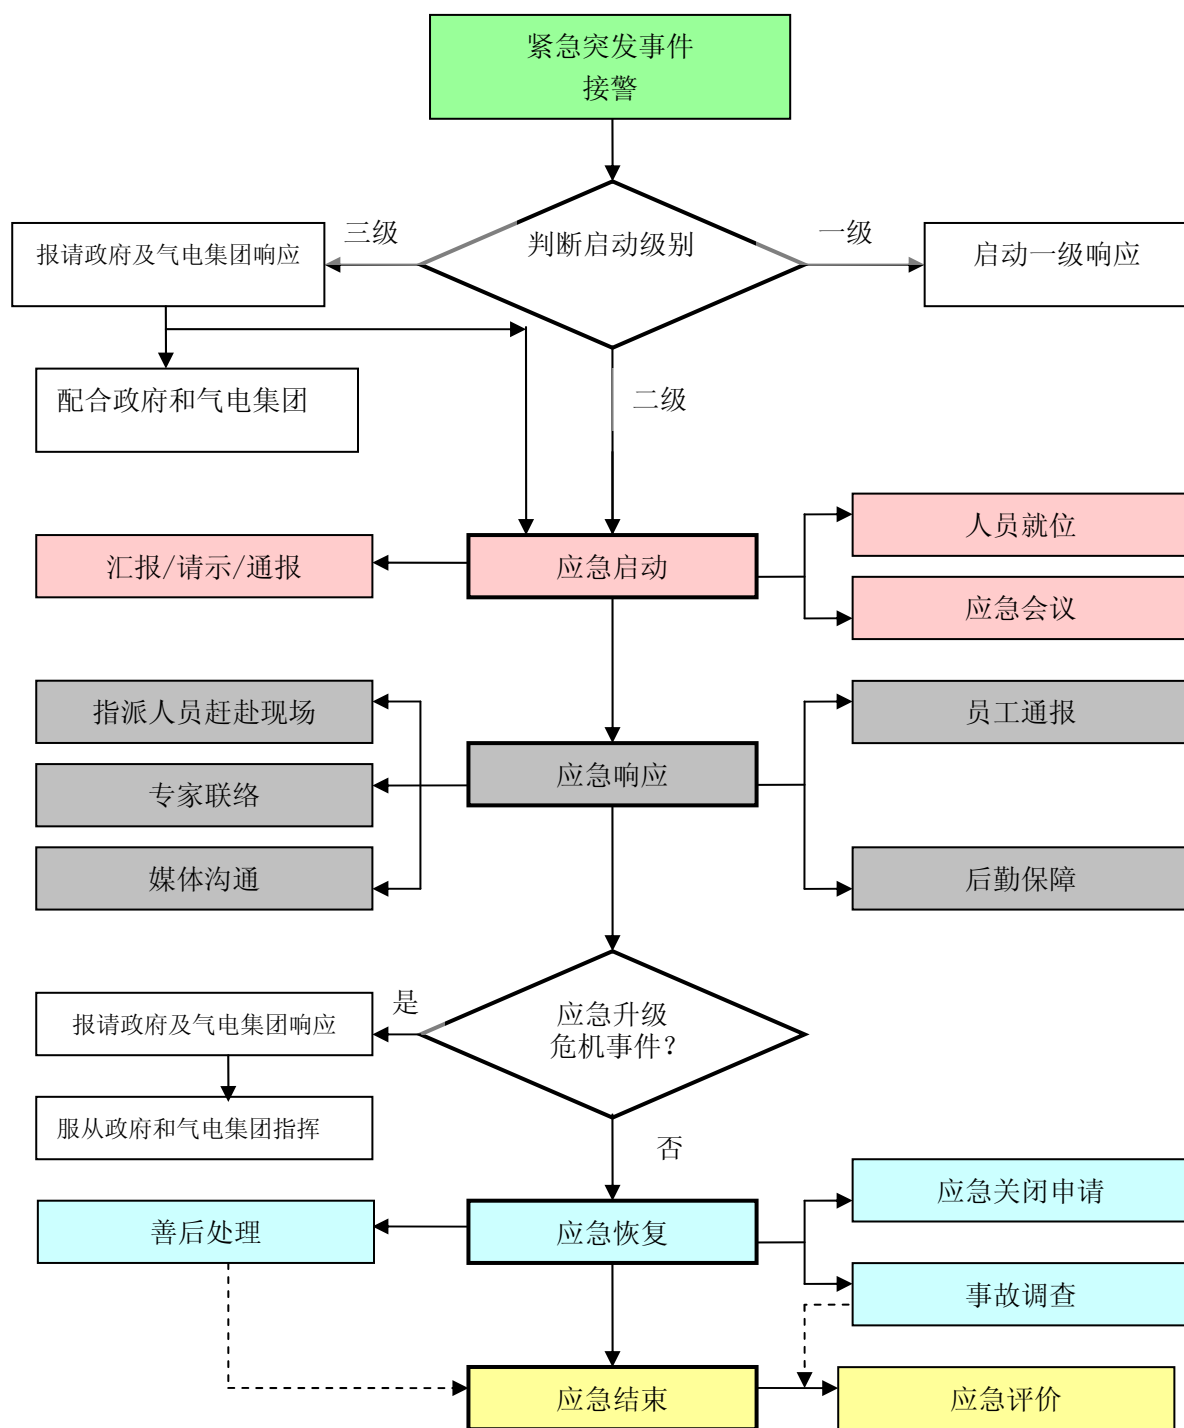 紧急突发事件
接警
判断启动级别
三级
一级
报请政府及气电集团响应
启动一级响应
配合政府和气电集团
二级
人员就位
汇报/请示/通报
应急启动
应急会议
指派人员赶赴现场
员工通报
专家联络
应急响应
媒体沟通
后勤保障
是
应急升级
危机事件？
报请政府及气电集团响应
服从政府和气电集团指挥
否
应急关闭申请
善后处理
应急恢复
事故调查
应急结束
应急评价